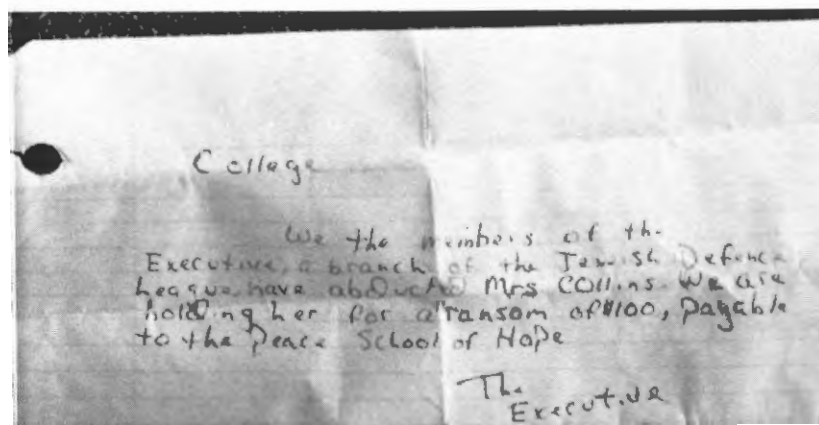 College
We the members of the
Executive, a branch of the Jewish Defence
League, have abducted Mrs Collins. We are
holding her for a ransom of $100, payable
to the Peace School of Hope
The
Executive